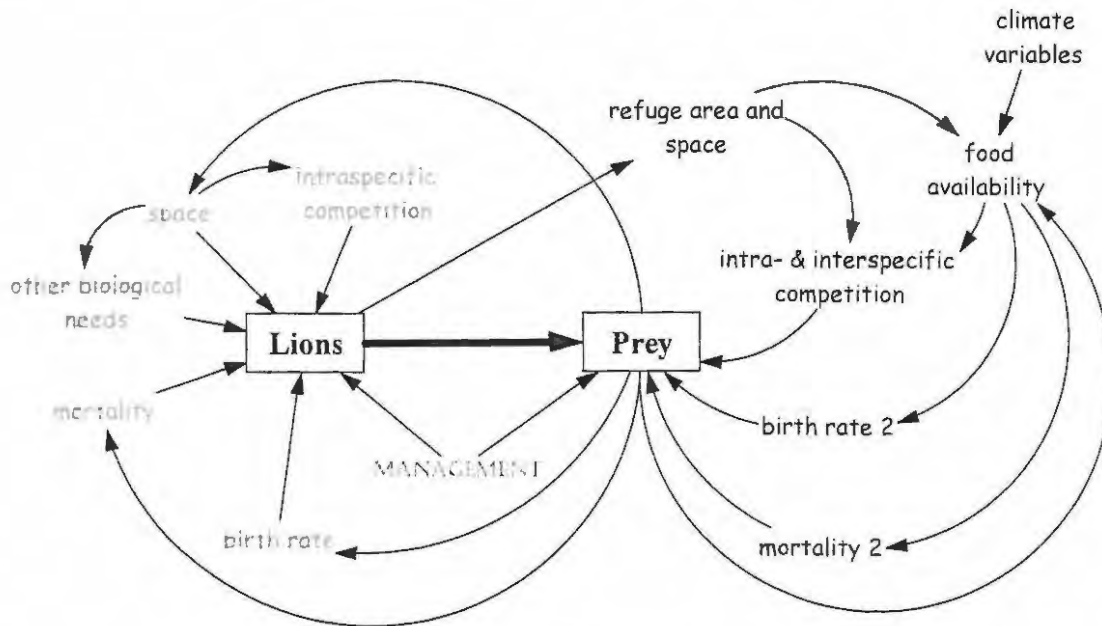 climate
variables
refuge area and
space
food
availability
intraspecific
competition
space
intra- & interspecific
competition
other biological
needs
Lions
Prey
mortality
birth rate 2
MANAGEMENT
birth rate
mortality 2